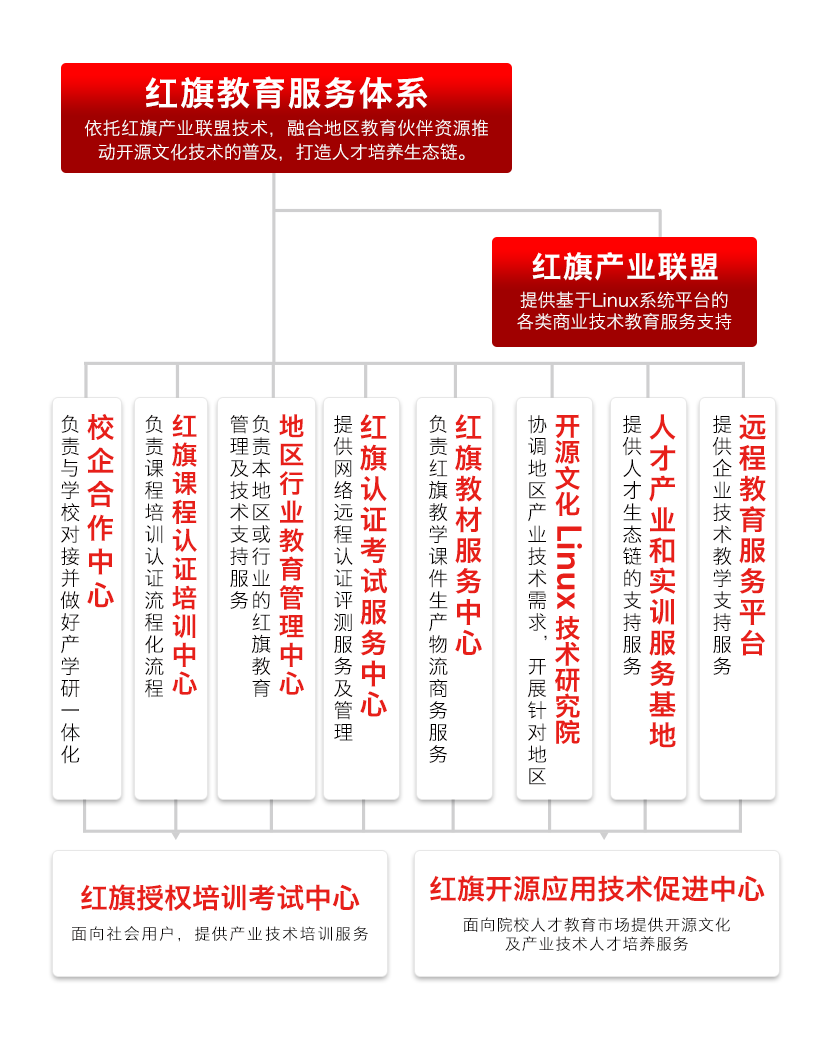 红旗教育服务体系
依托红旗产业联盟技术，融合地区教育伙伴资源推
动开源文化技术的普及，打造人才培养生态链。
红旗产业联盟
提供基于Linux系统平台的
各类商业技术教育服务支持
校企合作中心
负责与学校对接并做好产学研一体化
红旗课程认证培训中心
负责课程培训认证流程化流程
地区行业教育管理中心
负责本地区或行业的红旗教育
管理及技术支持服务
红旗认证考试服务中心
提供网络远程认证评测服务及管理
红旗教材服务中心
负责红旗教学课件生产物流商务服务
开源文化 Linux 技术研究院
协调地区产业技术需求，开展针对地区
人才产业和实训服务基地
提供人才生态链的支持服务
远程教育服务平台
提供企业技术教学支持服务
红旗授权培训考试中心
面向社会用户，提供产业技术培训服务
红旗开源应用技术促进中心
面向院校人才教育市场提供开源文化
及产业技术人才培养服务